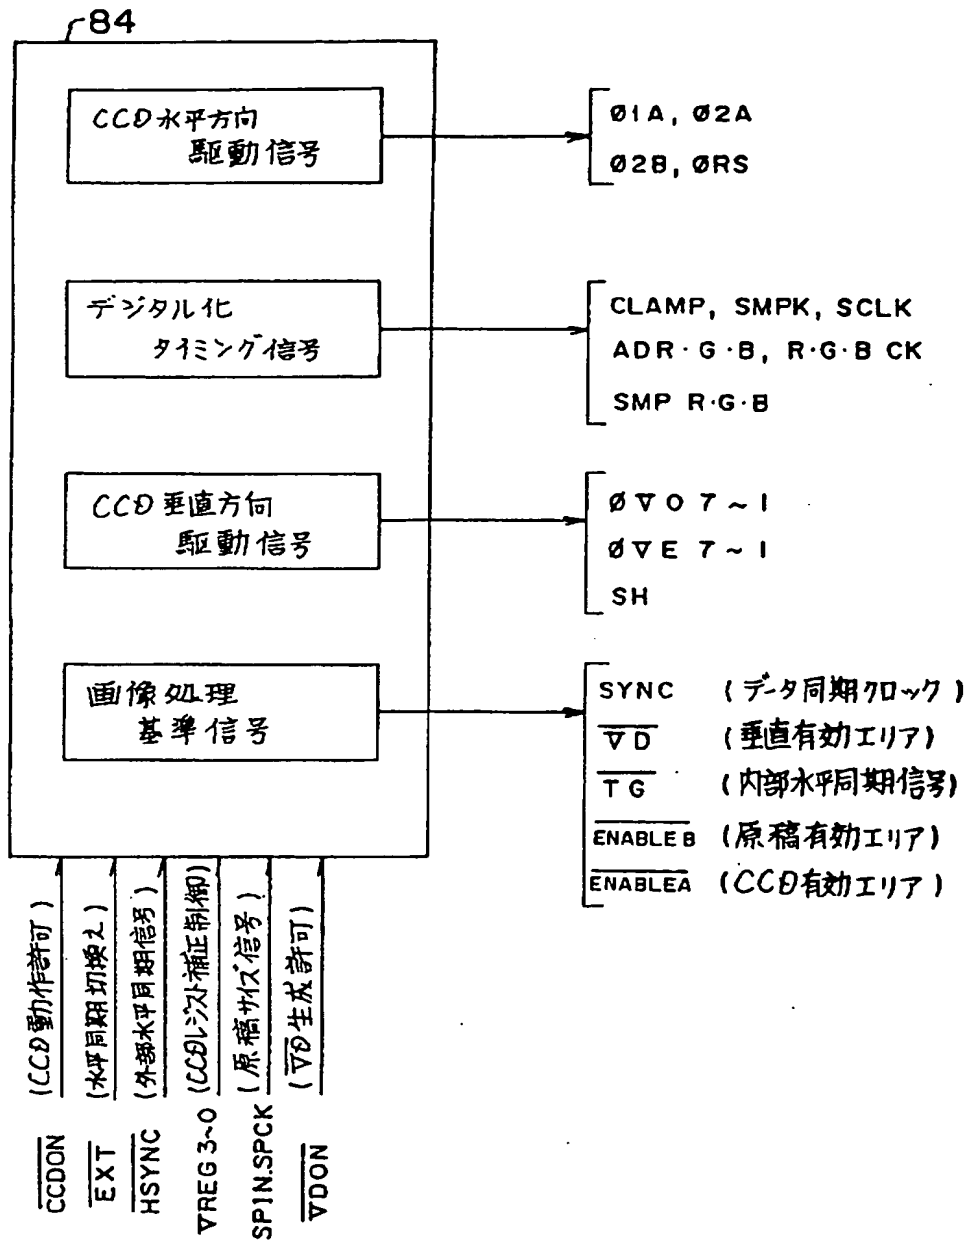 84
CCD水平方向
駆動信号
Ø1A, Ø2A
Ø2B, ØRS
デジタル化
タイミング信号
CLAMP, SMPK, SCLK
ADR·G·B, R·G·B CK
SMP R·G·B
CCD垂直方向
駆動信号
ØVO 7~1
ØVE 7~1
SH
画像処理
基準信号
SYNC (データ同期クロック)
VD (垂直有効エリア)
TG (内部水平同期信号)
ENABLE B (原稿有効エリア)
ENABLEA (CCD有効エリア)
CCDON (CCD動作許可)
EXT (水平同期切換え)
HSYNC (外部水平同期信号)
VREG 3~0 (CCDレジスト補正制御)
SPIN.SPCK (原稿サイズ信号)
VDON (VD生成許可)